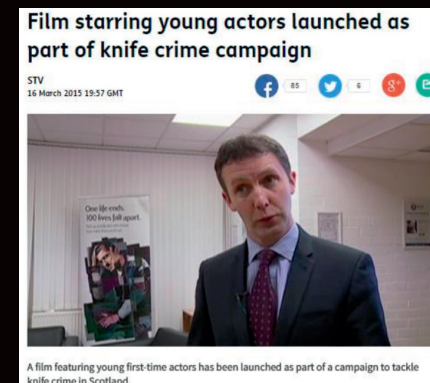 Film starring young actors launched as
part of knife crime campaign
STV
16 March 2015 19:57 GMT
85
6
One life ends.
100 lives fall apart.
A film featuring young first-time actors has been launched as part of a campaign to tackle
knife crime in Scotland.